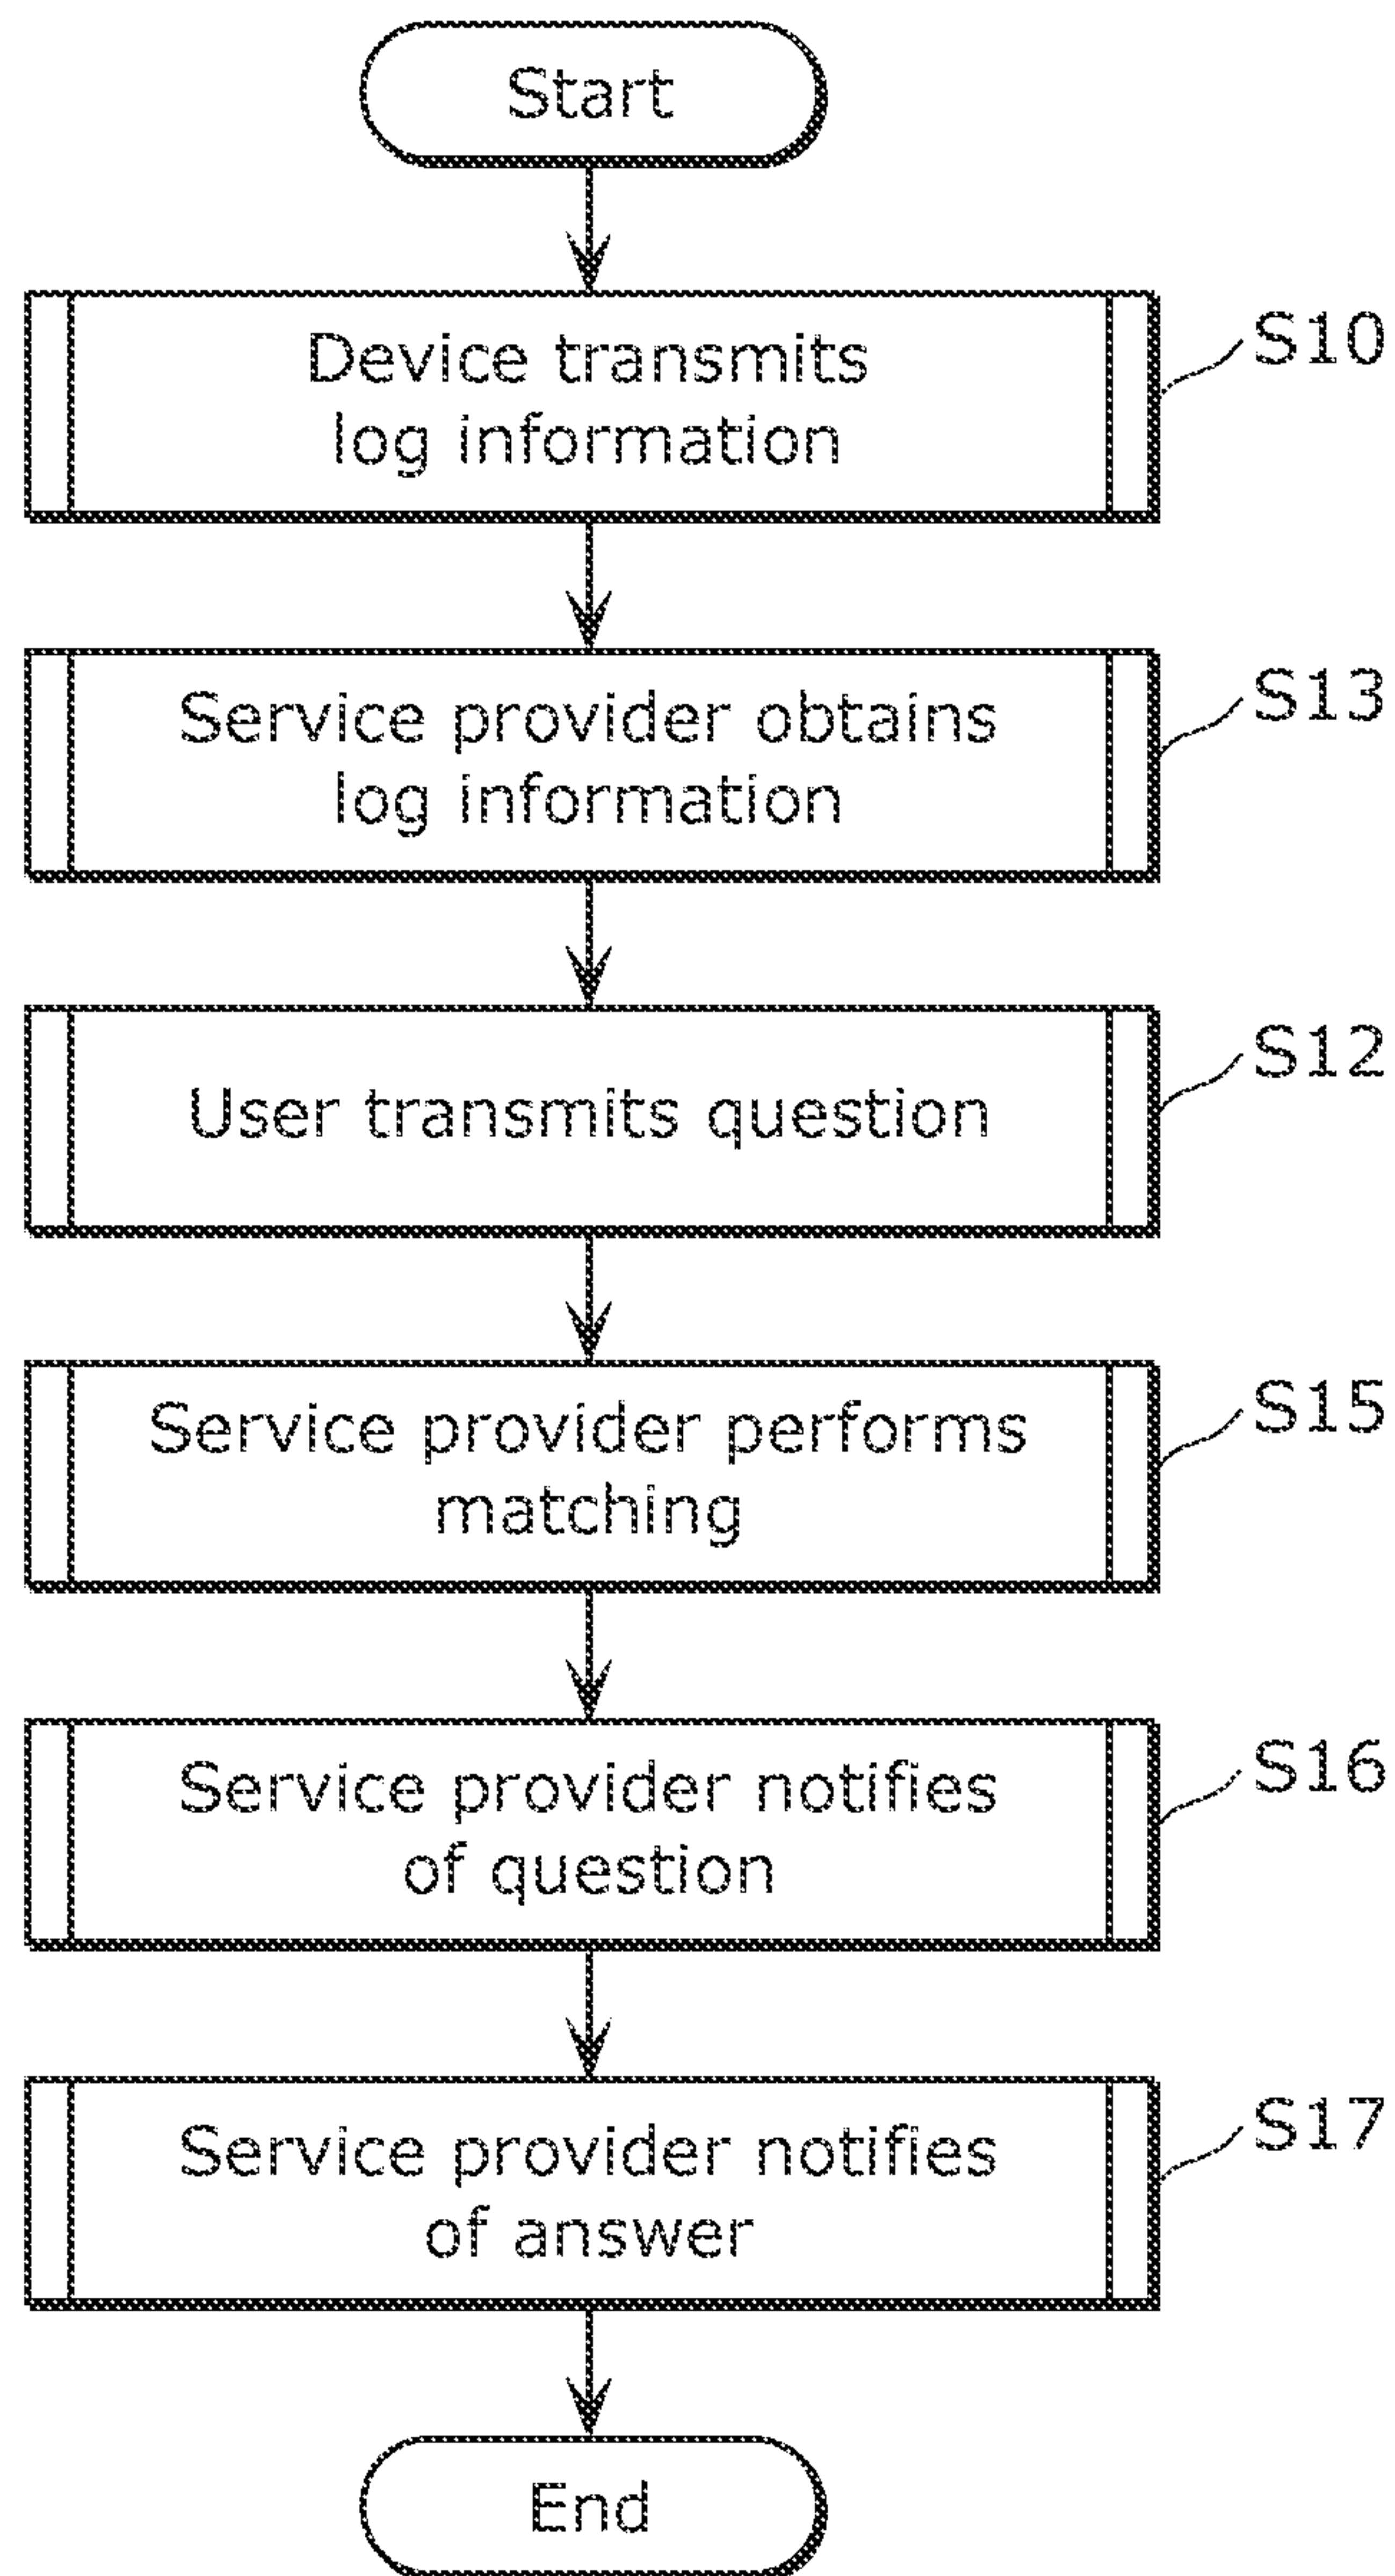 Start
Device transmits
log information
S10
Service provider obtains
log information
S13
User transmits question
S12
Service provider performs
matching
S15
Service provider notifies
of question
S16
Service provider notifies
of answer
S17
End